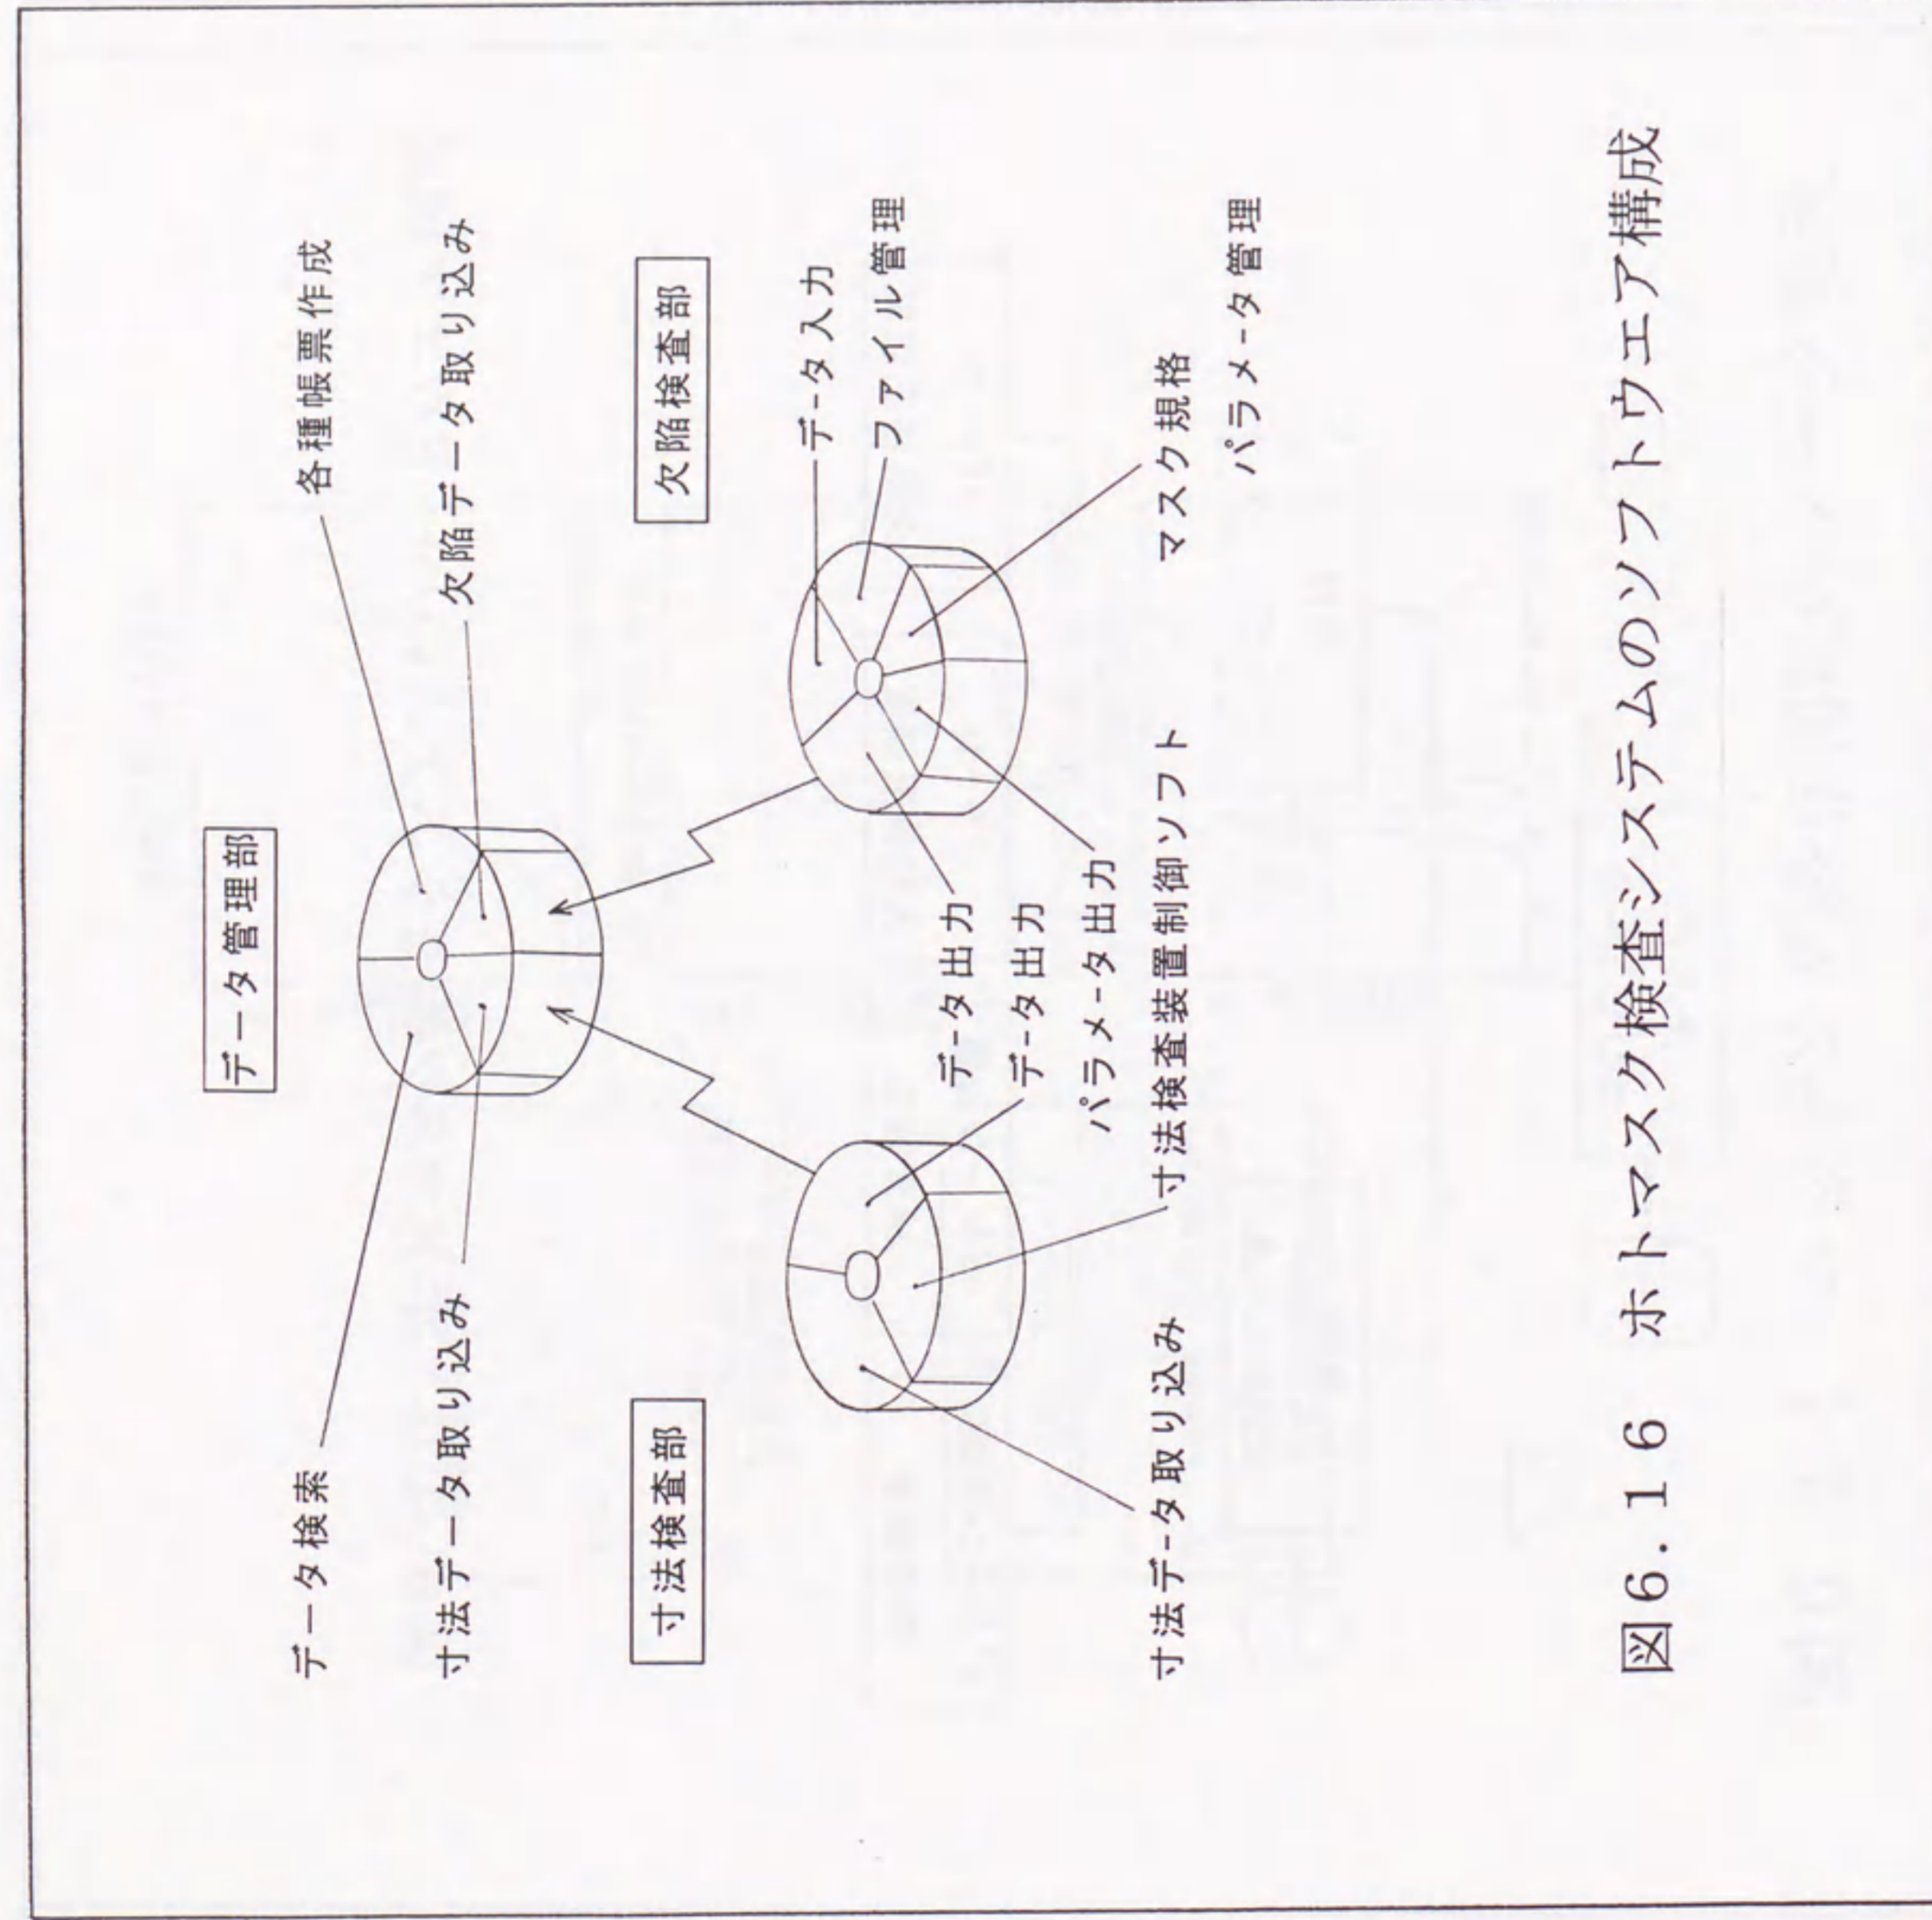 データ管理部
データ検索
各種帳票作成
寸法データ取り込み
欠陥データ取り込み
寸法検査部
欠陥検査部
データ入力
ファイル管理
データ出力
データ出力
パラメータ出力
寸法データ取り込み
寸法検査装置制御ソフト
マスク規格
パラメータ管理
図6.16 ホトマスク検査システムのソフトウエア構成